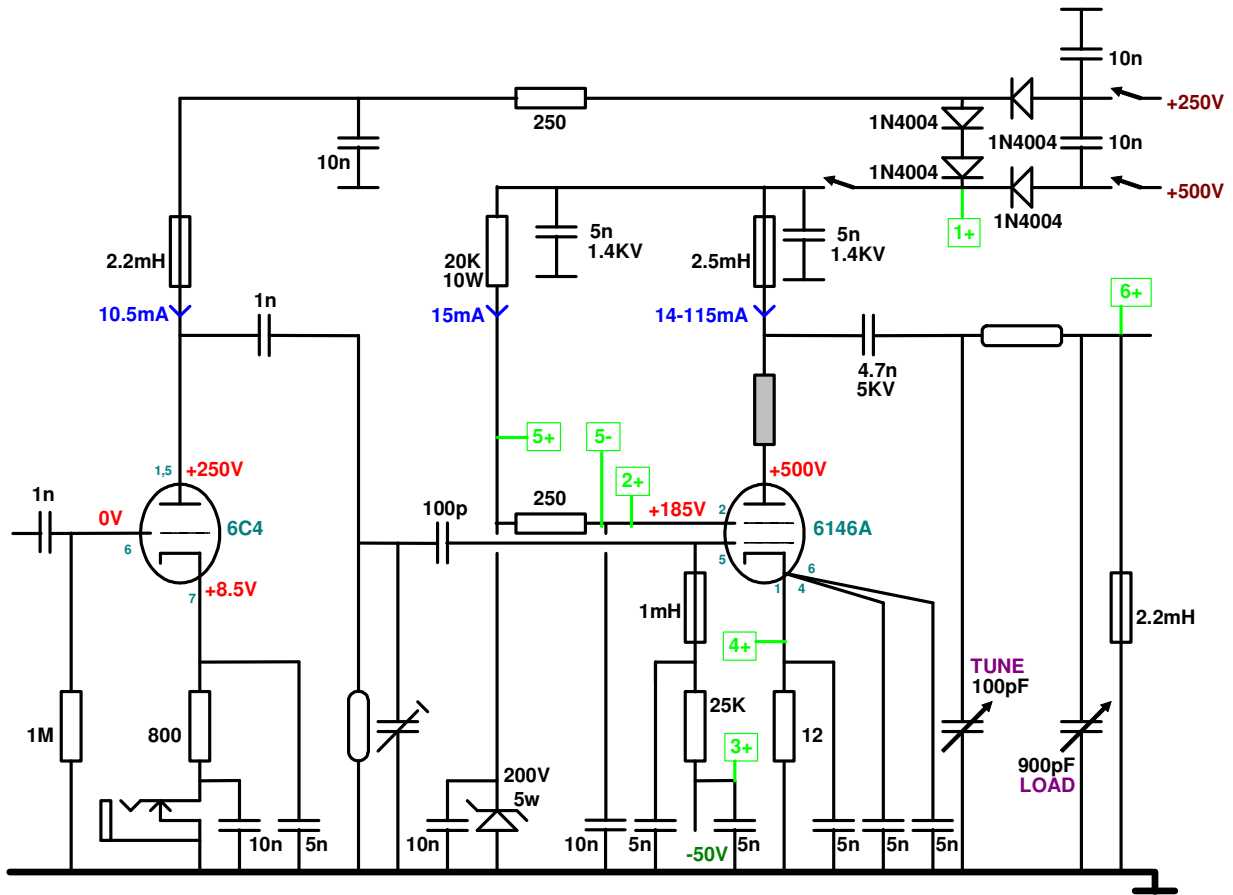 10n
+250V
250
1N4004
1N4004
10n
10n
1N4004
+500V
1N4004
1+
5n
1.4KV
5n
1.4KV
2.2mH
20K
10W
2.5mH
6+
10.5mA
1n
15mA
14-115mA
4.7n
5KV
5+
5-
1,5
+250V
+500V
2+
1n
0V
6C4
100p
250
+185V
2
6146A
6
5
7
+8.5V
1
6
4
1mH
2.2mH
4+
TUNE
100pF
25K
1M
800
12
3+
900pF
LOAD
200V
5w
10n
5n
10n
10n
5n
-50V
5n
5n
5n
5n